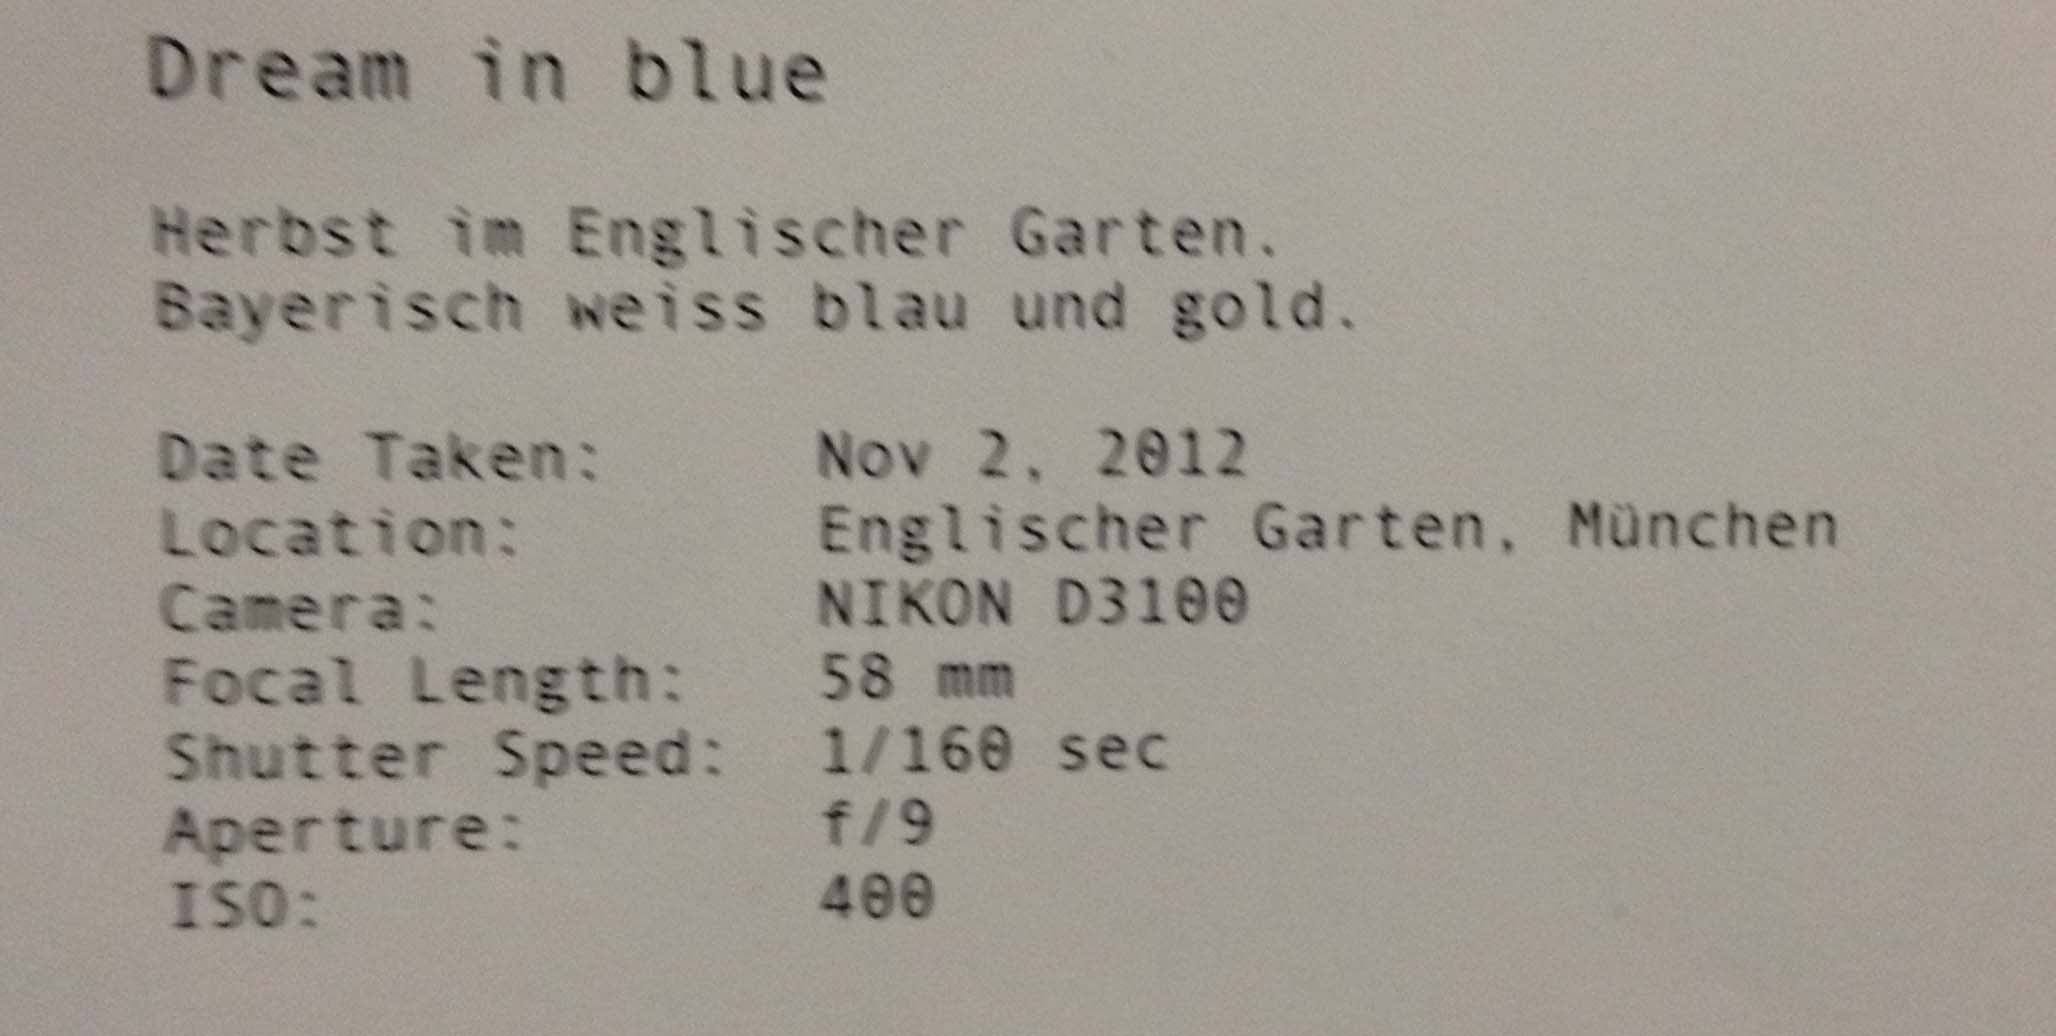 Dream in blue
Herbst im Englischer Garten.
Bayerisch weiss blau und gold.
Date Taken: Nov 2, 2012
Location: Englischer Garten, München
Camera: NIKON D3100
Focal Length: 58 mm
Shutter Speed: 1/160 sec
Aperture: f/9
ISO: 400